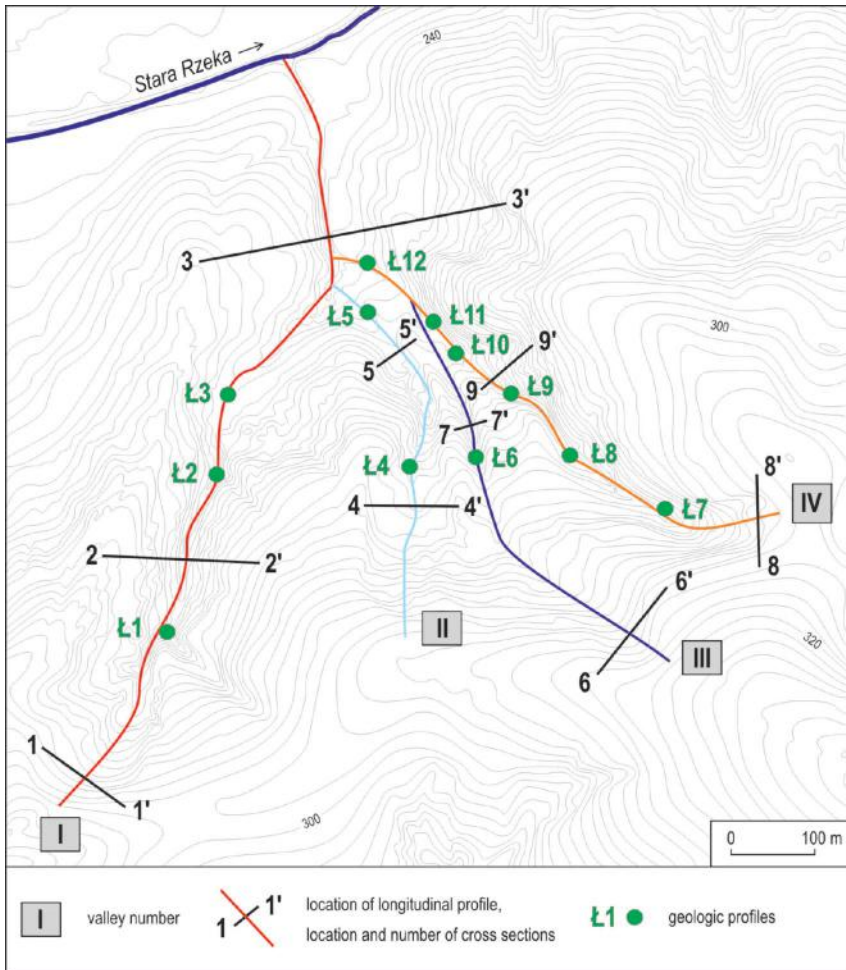 240
Stara Rzeka →
3'
3
Ł12
Ł5
5'
Ł11
300
5
Ł10
9'
9
Ł9
Ł3
7'
7
Ł6
Ł8
Ł4
Ł2
8'
4
4'
Ł7
IV
2
2'
8
6'
Ł1
II
320
III
6
1
1'
300
I
0 100 m
I valley number
1 1' location of longitudinal profile,
location and number of cross sections
Ł1 geologic profiles